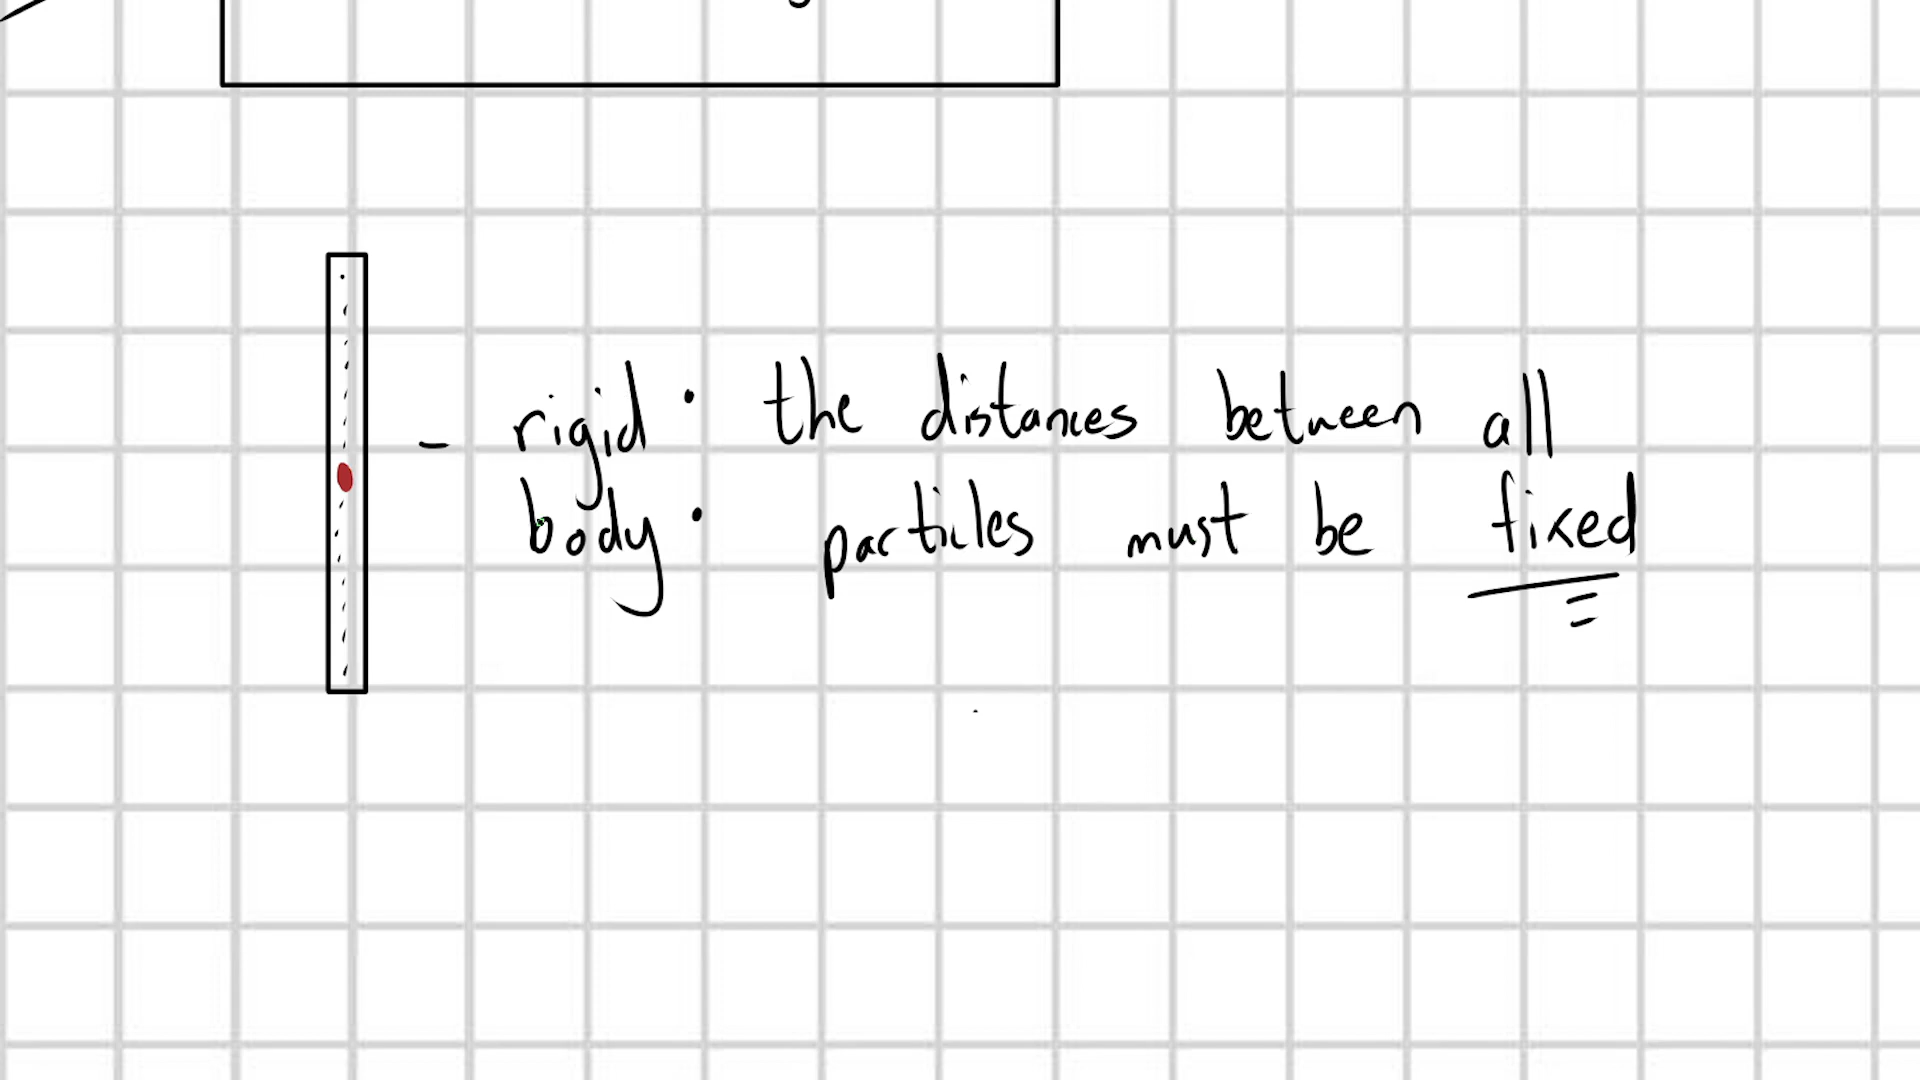 - rigid : the distances between all
body : particles must be fixed